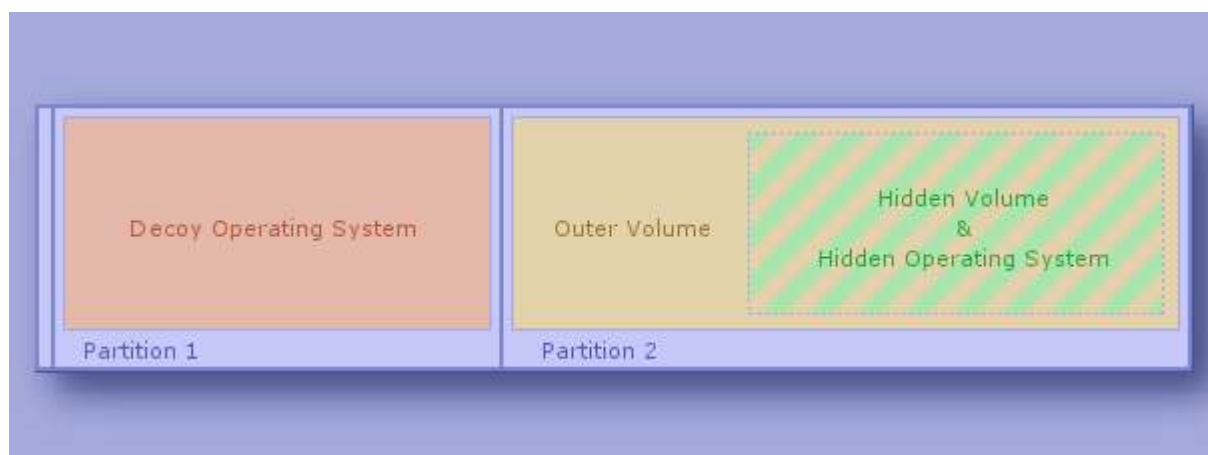 Decoy Operating System
Outer Volume
Hidden Volume
&
Hidden Operating System
Partition 1
Partition 2